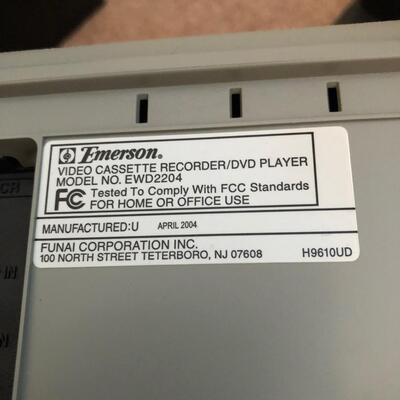 Emerson®
VIDEO CASSETTE RECORDER/DVD PLAYER
MODEL NO. EWD2204
FC Tested To Comply With FCC Standards
FOR HOME OR OFFICE USE
MANUFACTURED:U APRIL 2004
FUNAI CORPORATION INC.
100 NORTH STREET TETERBORO, NJ 07608 H9610UD
IN